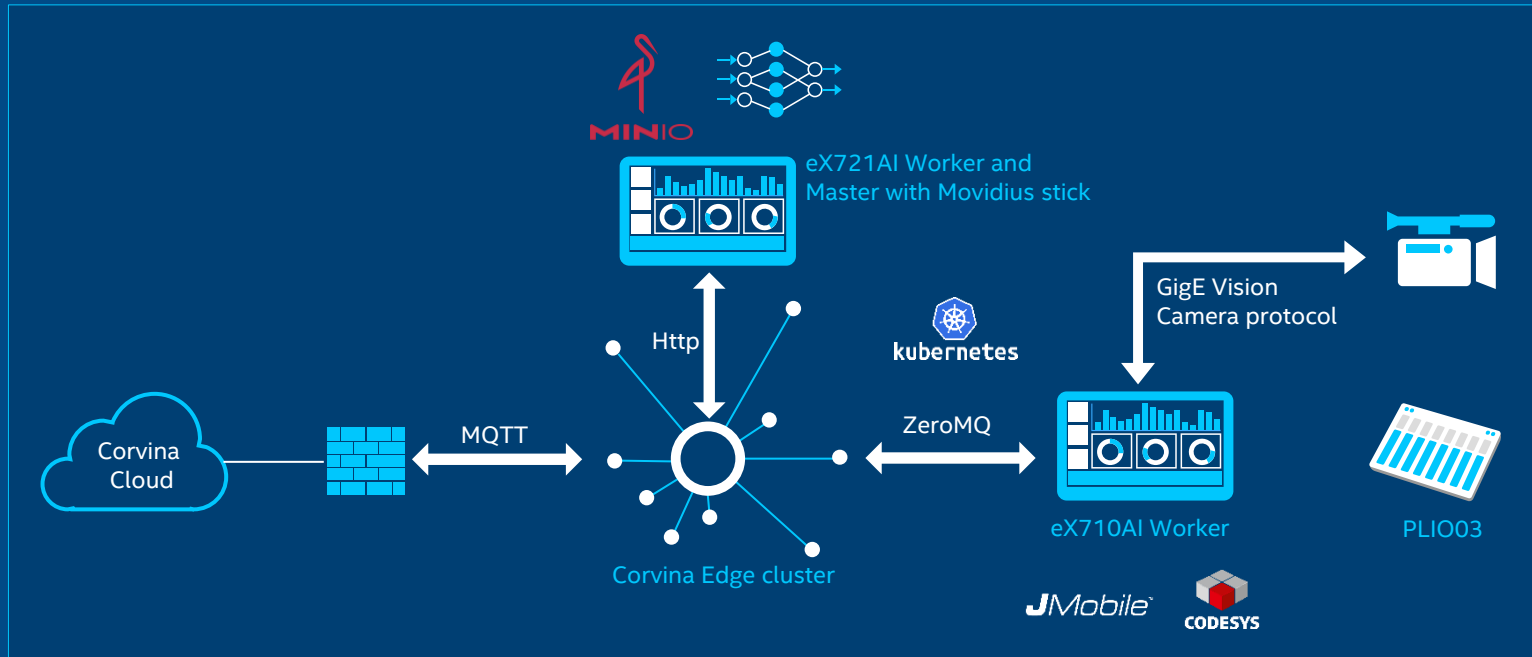 MINIO
eX721AI Worker and
Master with Movidius stick
GigE Vision
Camera protocol
Http
kubernetes
Corvina
Cloud
MQTT
ZeroMQ
eX710AI Worker
PLIO03
Corvina Edge cluster
JMobile™
CODESYS